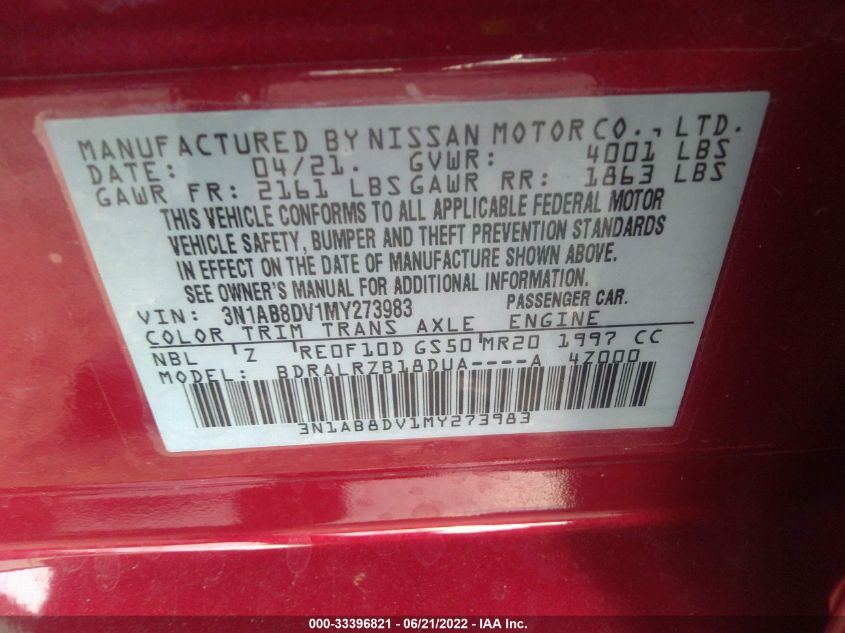 MANUFACTURED BY NISSAN MOTOR CO., LTD.
DATE: 04/21. GVWR: 4001 LBS
GAWR FR: 2161 LBS GAWR RR: 1863 LBS
THIS VEHICLE CONFORMS TO ALL APPLICABLE FEDERAL MOTOR
VEHICLE SAFETY, BUMPER AND THEFT PREVENTION STANDARDS
IN EFFECT ON THE DATE OF MANUFACTURE SHOWN ABOVE.
SEE OWNER'S MANUAL FOR ADDITIONAL INFORMATION.
VIN: 3N1AB8DV1MY273983 PASSENGER CAR.
COLOR TRIM TRANS AXLE ENGINE
NBL Z RE0F10D GS50 MR20 1997 CC
MODEL: BDRALRZB18DUA----A 4Z000
3N1AB8DV1MY273983
000-33396821 - 06/21/2022 - IAA Inc.